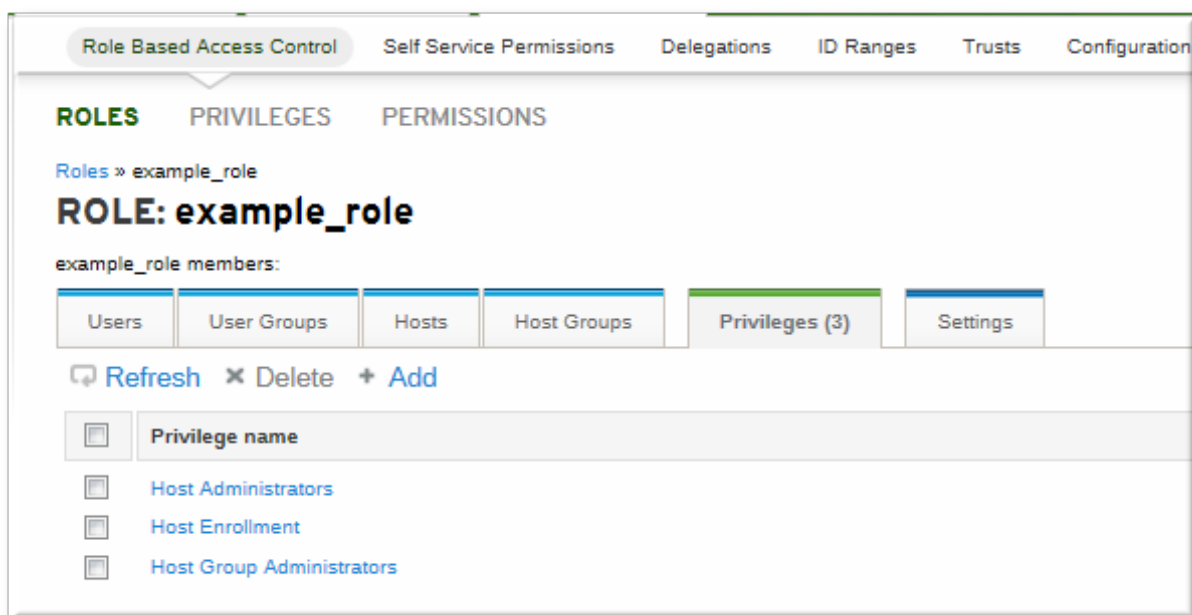 Role Based Access Control Self Service Permissions Delegations ID Ranges Trusts Configuration
ROLES PRIVILEGES PERMISSIONS
Roles » example_role
ROLE: example_role
example_role members:
Users User Groups Hosts Host Groups Privileges (3) Settings
Refresh Delete Add
Privilege name
Host Administrators
Host Enrollment
Host Group Administrators